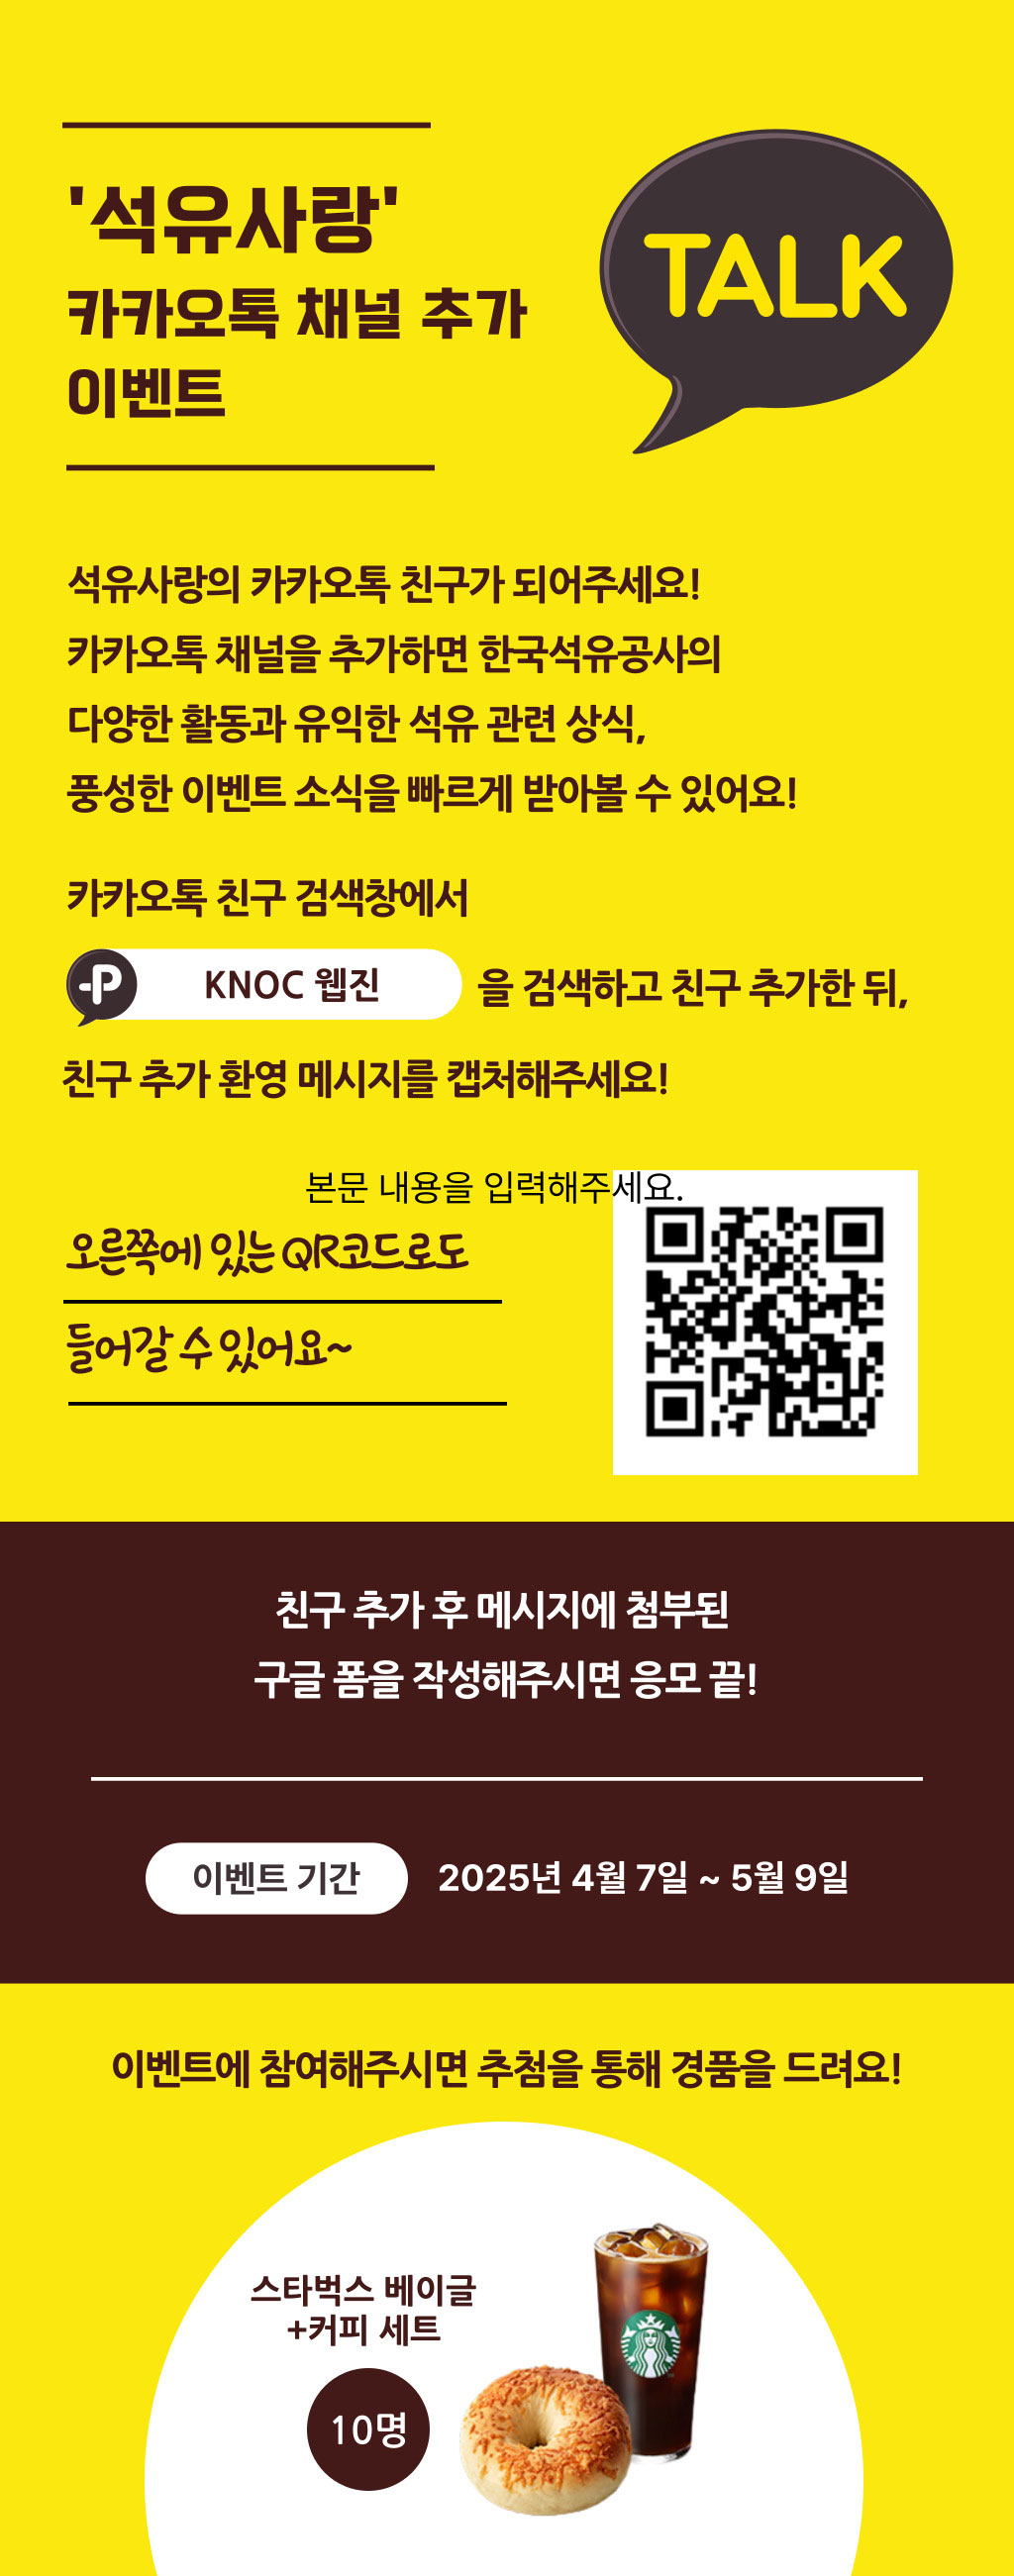 '석유사랑'
TALK
카카오톡 채널 추가
이벤트
석유사랑의 카카오톡 친구가 되어주세요!
카카오톡 채널을 추가하면 한국석유공사의
다양한 활동과 유익한 석유 관련 상식,
풍성한 이벤트 소식을 빠르게 받아볼 수 있어요!
카카오톡 친구 검색창에서
+P KNOC 웹진 을 검색하고 친구 추가한 뒤,
친구 추가 환영 메시지를 캡처해주세요!
본문 내용을 입력해주세요.
오른쪽에 있는 QR코드로도
들어갈 수 있어요~
친구 추가 후 메시지에 첨부된
구글 폼을 작성해주시면 응모 끝!
이벤트 기간 2025년 4월 7일 ~ 5월 9일
이벤트에 참여해주시면 추첨을 통해 경품을 드려요!
스타벅스 베이글
+커피 세트
10명